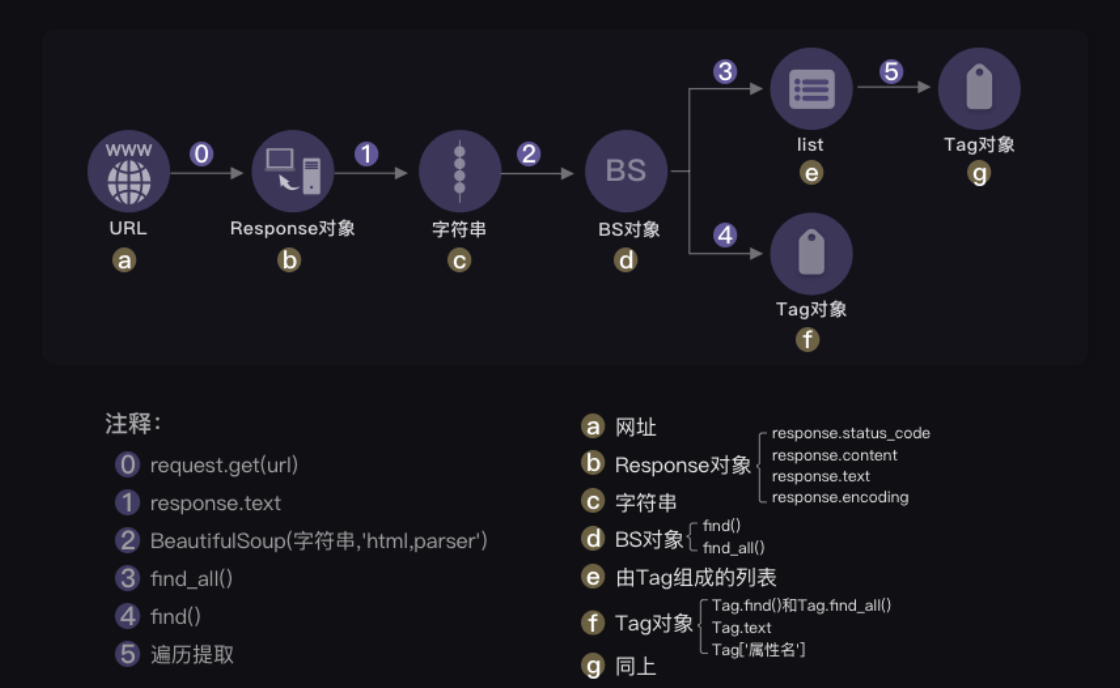 WWW
URL
a
0
Response对象
b
1
字符串
c
2
BS
BS对象
d
3
list
e
5
Tag对象
g
4
Tag对象
f
注释：
0 request.get(url)
1 response.text
2 BeautifulSoup(字符串,'html,parser')
3 find_all()
4 find()
5 遍历提取
a 网址
b Response对象
response.status_code
response.content
response.text
response.encoding
c 字符串
d BS对象
find()
find_all()
e 由Tag组成的列表
f Tag对象
Tag.find()和Tag.find_all()
Tag.text
Tag['属性名']
g 同上